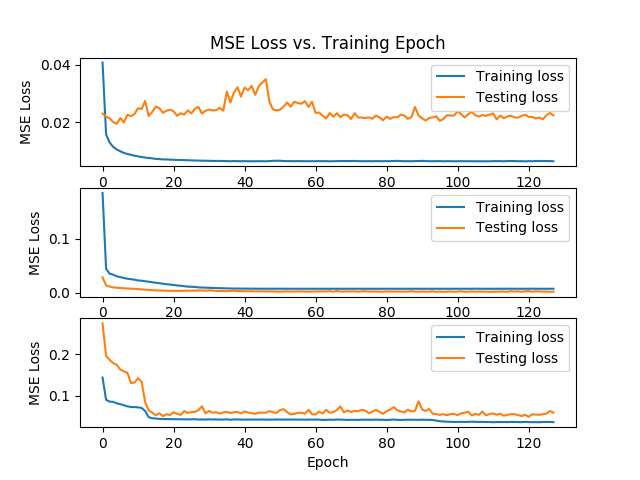 MSE Loss vs. Training Epoch
MSE Loss
0.04
0.02
Training loss
Testing loss
0 20 40 60 80 100 120
MSE Loss
0.1
0.0
Training loss
Testing loss
0 20 40 60 80 100 120
MSE Loss
0.2
0.1
Training loss
Testing loss
0 20 40 60 80 100 120
Epoch